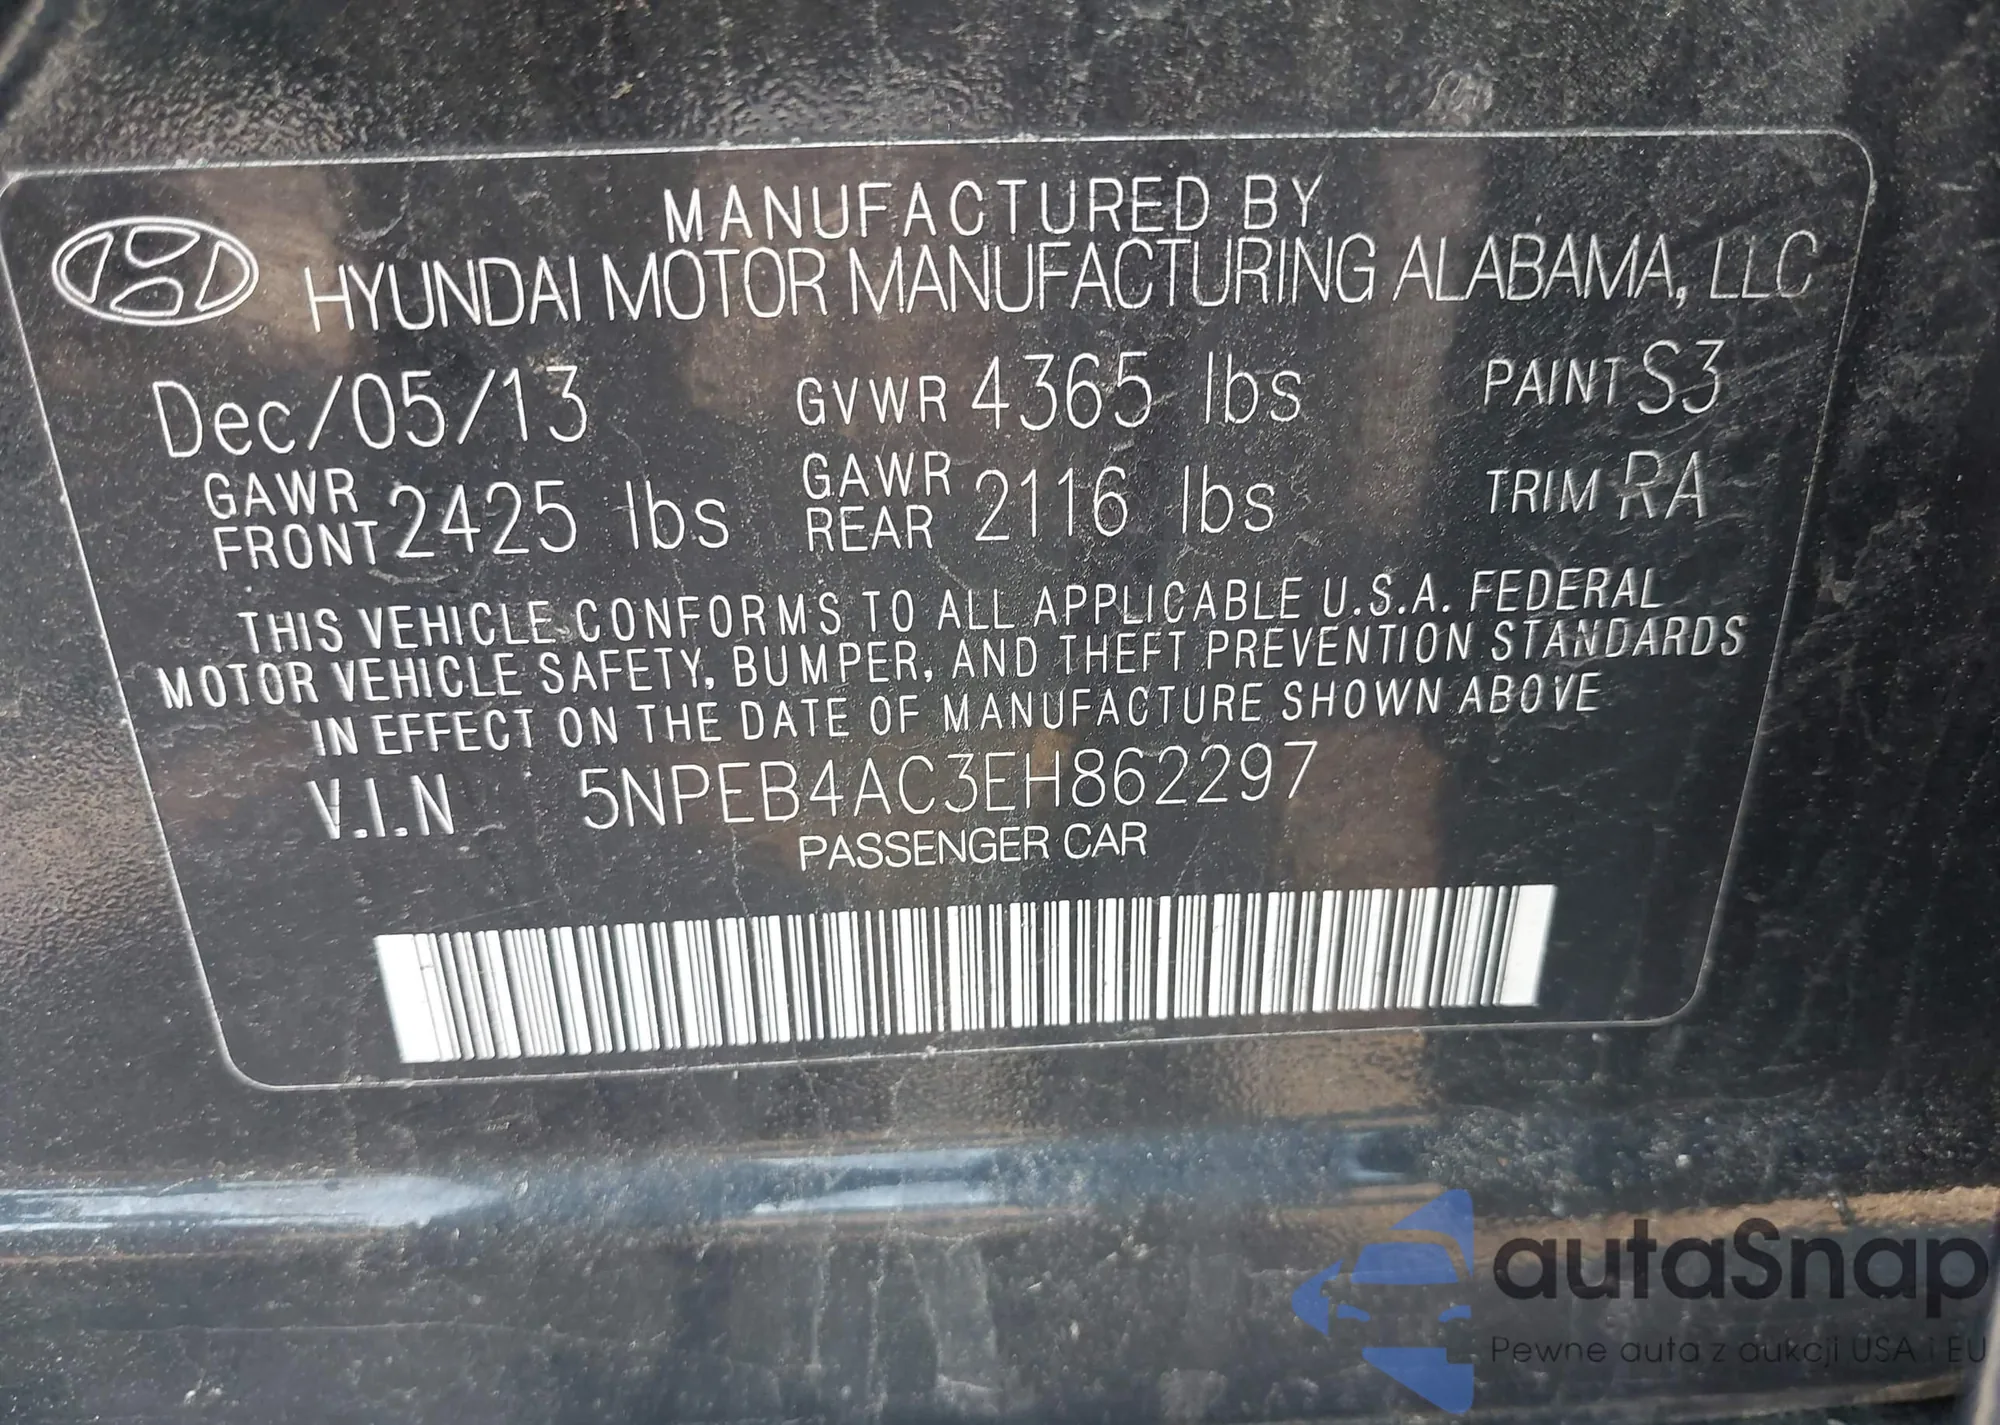 MANUFACTURED BY
HYUNDAI MOTOR MANUFACTURING ALABAMA, LLC
Dec/05/13 GVWR 4365 lbs PAINT S3
GAWR FRONT 2425 lbs GAWR REAR 2116 lbs TRIM RA
THIS VEHICLE CONFORMS TO ALL APPLICABLE U.S.A. FEDERAL
MOTOR VEHICLE SAFETY, BUMPER, AND THEFT PREVENTION STANDARDS
IN EFFECT ON THE DATE OF MANUFACTURE SHOWN ABOVE
V.I.N 5NPEB4AC3EH862297
PASSENGER CAR
autaSnap
Pewne auta z aukcji USA i EU